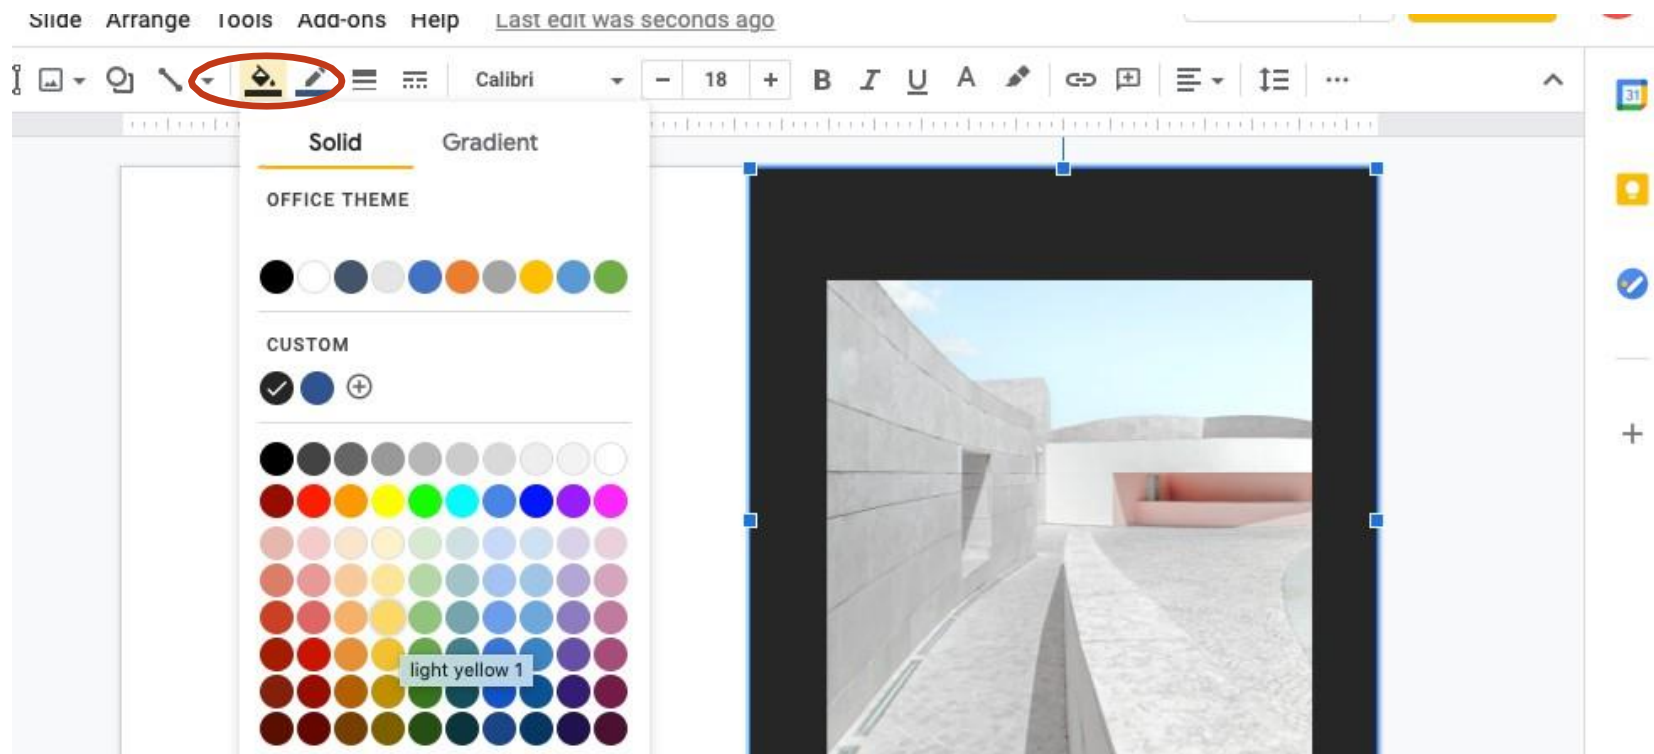 Slide Arrange Tools Add-ons Help Last edit was seconds ago
Calibri - 18 + B I U A
31
Solid Gradient
OFFICE THEME
CUSTOM
light yellow 1